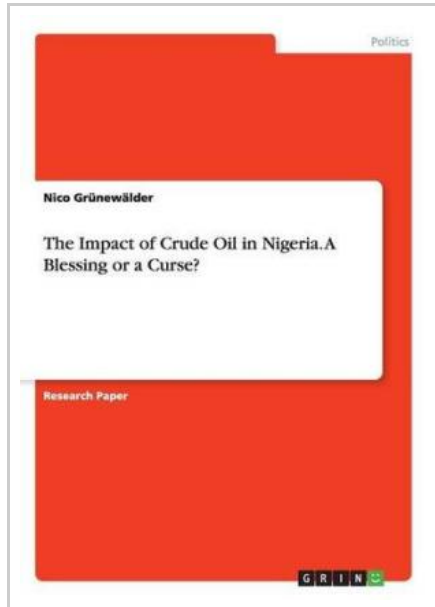 Politics
Nico Grünewälder
The Impact of Crude Oil in Nigeria. A
Blessing or a Curse?
Research Paper
GRIN